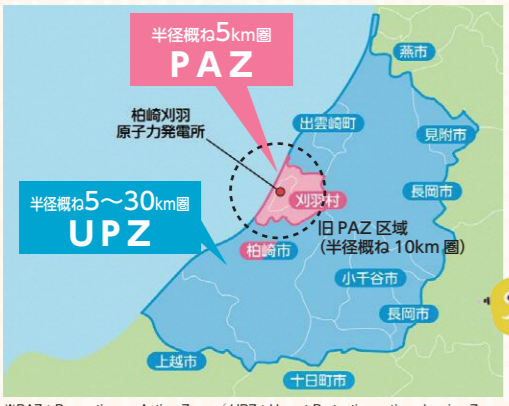 半径概ね5km圏
PAZ
燕市
柏崎刈羽
原子力発電所
出雲崎町
見附市
半径概ね5〜30km圏
UPZ
長岡市
刈羽村
旧PAZ区域
(半径概ね10km圏)
柏崎市
小千谷市
長岡市
上越市
十日町市